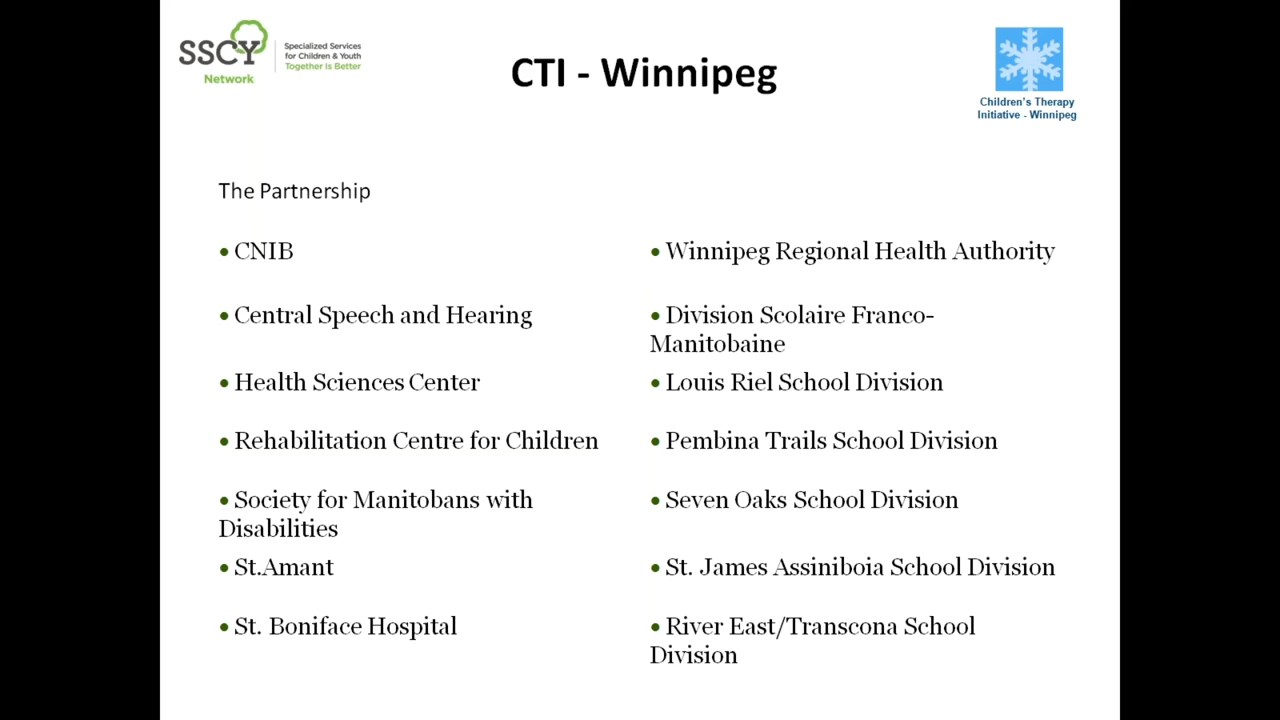 SSCY
Network
Specialized Services
for Children & Youth
Together Is Better
CTI - Winnipeg
Children's Therapy
Initiative - Winnipeg
The Partnership
• CNIB
• Central Speech and Hearing
• Health Sciences Center
• Rehabilitation Centre for Children
• Society for Manitobans with
Disabilities
• St.Amant
• St. Boniface Hospital
• Winnipeg Regional Health Authority
• Division Scolaire Franco-
Manitobaine
• Louis Riel School Division
• Pembina Trails School Division
• Seven Oaks School Division
• St. James Assiniboia School Division
• River East/Transcona School
Division